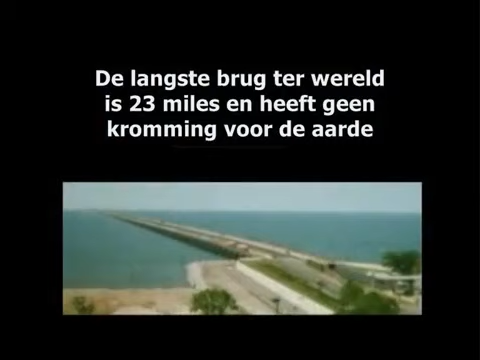 De langste brug ter wereld
is 23 miles en heeft geen
kromming voor de aarde